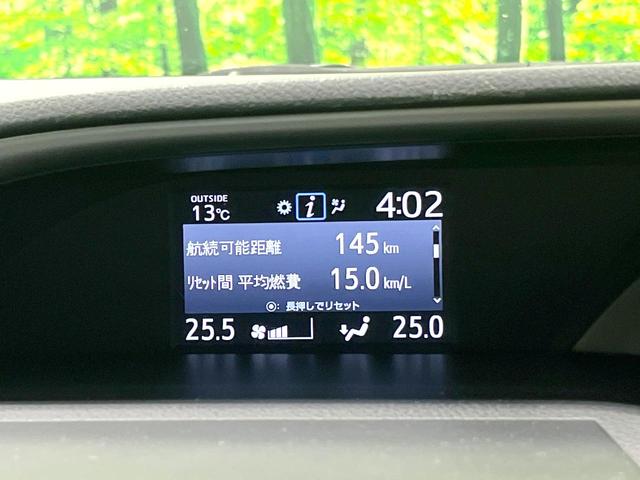 OUTSIDE
13℃
i
4:02
航続可能距離 145 km
リセット間 平均燃費 15.0 km/L
◉: 長押しでリセット
25.5
25.0